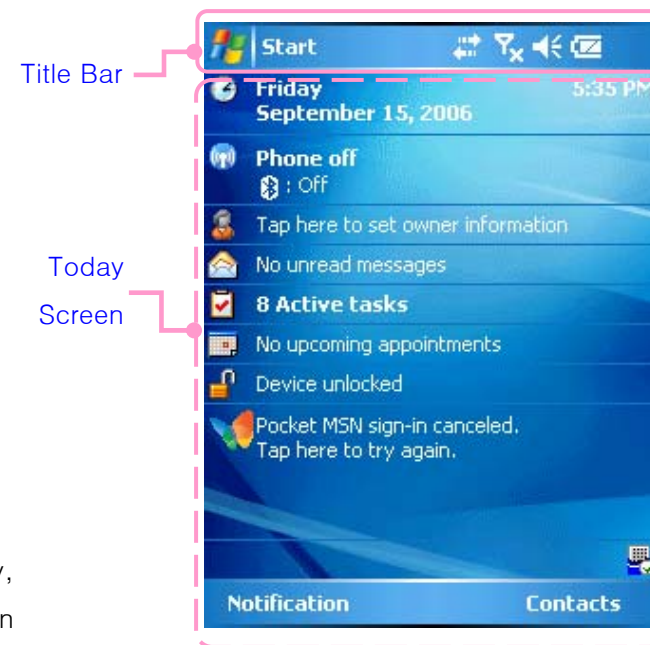 Title Bar
Start
Friday 5:35 PM
September 15, 2006
Phone off
: Off
Tap here to set owner information
No unread messages
Today
Screen
8 Active tasks
No upcoming appointments
Device unlocked
Pocket MSN sign-in canceled.
Tap here to try again.
Notification Contacts